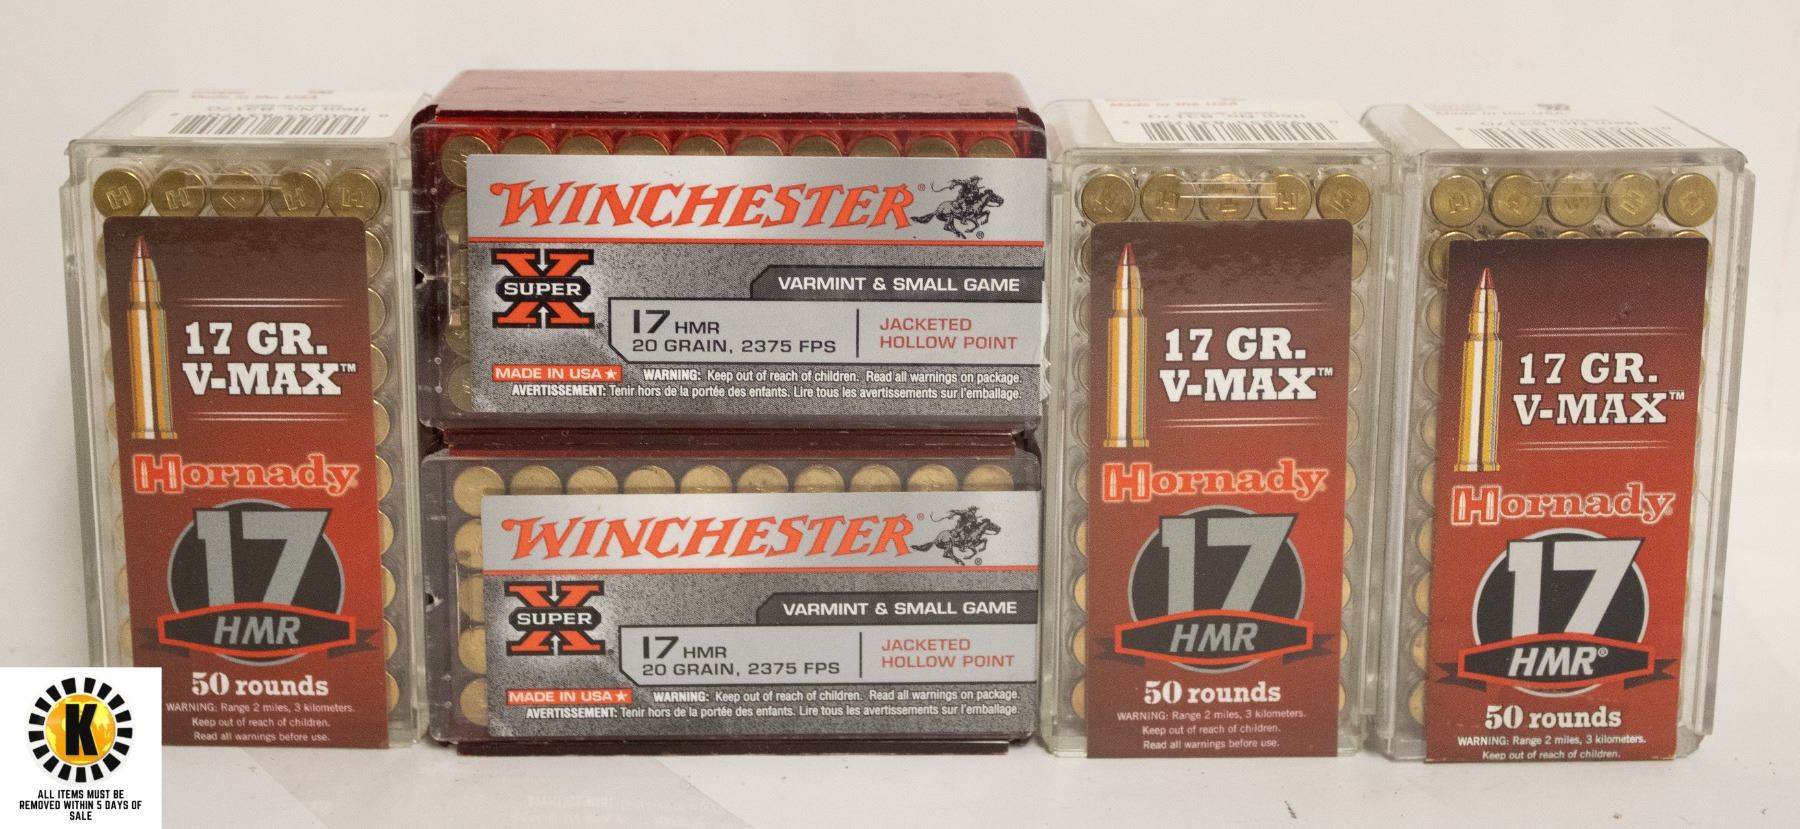 17 GR.
V-MAX™
Hornady
17
HMR
50 rounds
WARNING: Range 2 miles, 3 kilometers.
Keep out of reach of children.
Read all warnings before use.
WINCHESTER®
X
SUPER
VARMINT & SMALL GAME
17 HMR
20 GRAIN, 2375 FPS
JACKETED
HOLLOW POINT
MADE IN USA★
WARNING: Keep out of reach of children. Read all warnings on package.
AVERTISSEMENT: Tenir hors de la portée des enfants. Lire tous les avertissements sur l'emballage.
WINCHESTER®
X
SUPER
VARMINT & SMALL GAME
17 HMR
20 GRAIN, 2375 FPS
JACKETED
HOLLOW POINT
MADE IN USA★
WARNING: Keep out of reach of children. Read all warnings on package.
AVERTISSEMENT: Tenir hors de la portée des enfants. Lire tous les avertissements sur l'emballage.
17 GR.
V-MAX™
Hornady
17
HMR
50 rounds
WARNING: Range 2 miles, 3 kilometers.
Keep out of reach of children.
Read all warnings before use.
17 GR.
V-MAX™
Hornady
17
HMR®
50 rounds
WARNING: Range 2 miles, 3 kilometers.
Keep out of reach of children.
K
ALL ITEMS MUST BE
REMOVED WITHIN 5 DAYS OF
SALE